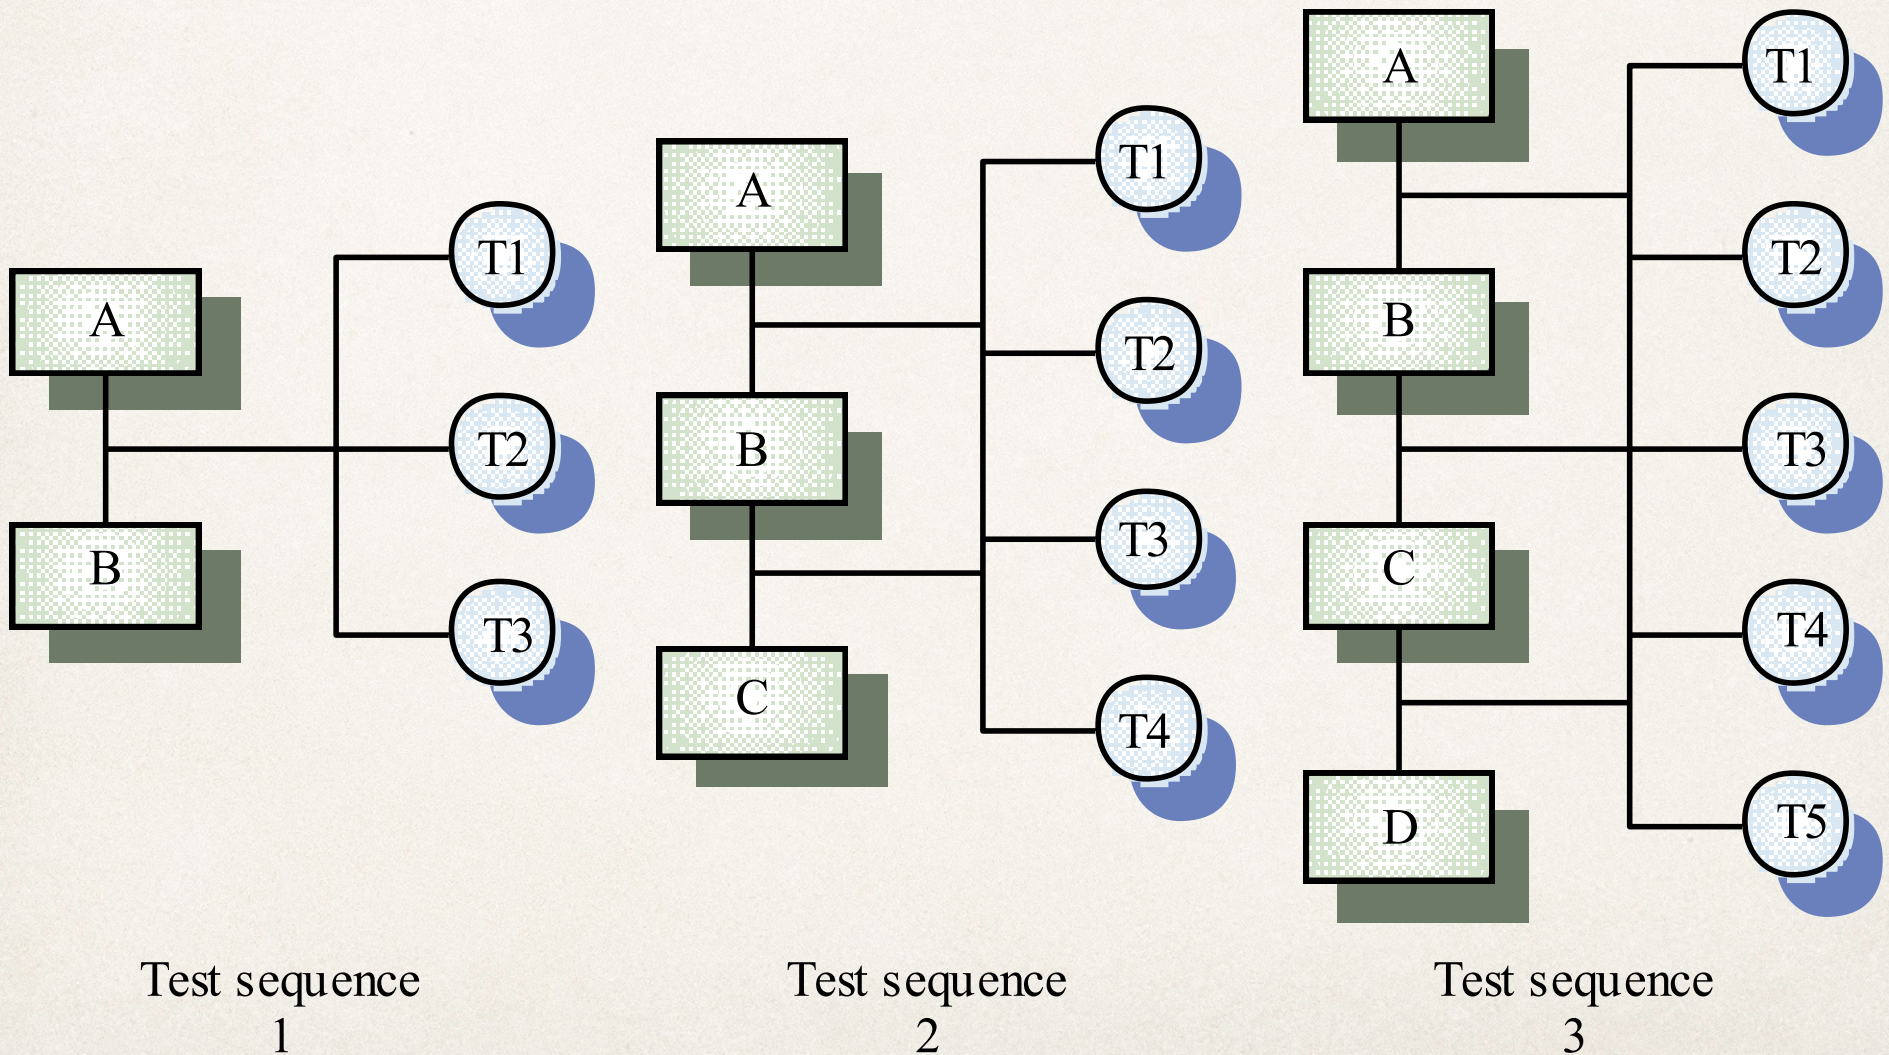 A
B
T1
T2
T3
Test sequence
1
A
B
C
T1
T2
T3
T4
Test sequence
2
A
B
C
D
T1
T2
T3
T4
T5
Test sequence
3